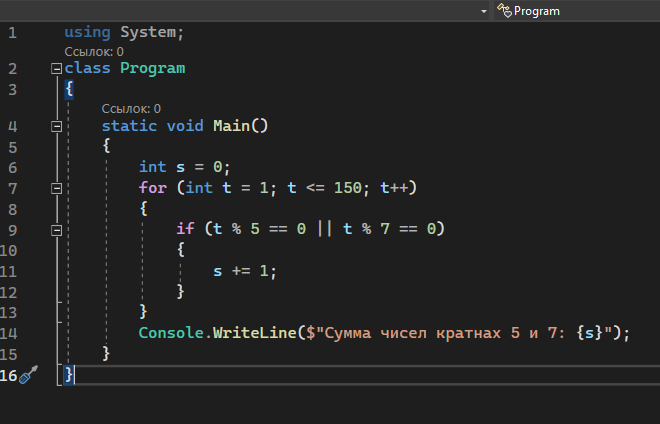 Program
1 using System;
Ссылок: 0
2 class Program
3 {
Ссылок: 0
4 static void Main()
5 {
6 int s = 0;
7 for (int t = 1; t <= 150; t++)
8 {
9 if (t % 5 == 0 || t % 7 == 0)
10 {
11 s += 1;
12 }
13 }
14 Console.WriteLine($"Сумма чисел кратнах 5 и 7: {s}");
15 }
16 }